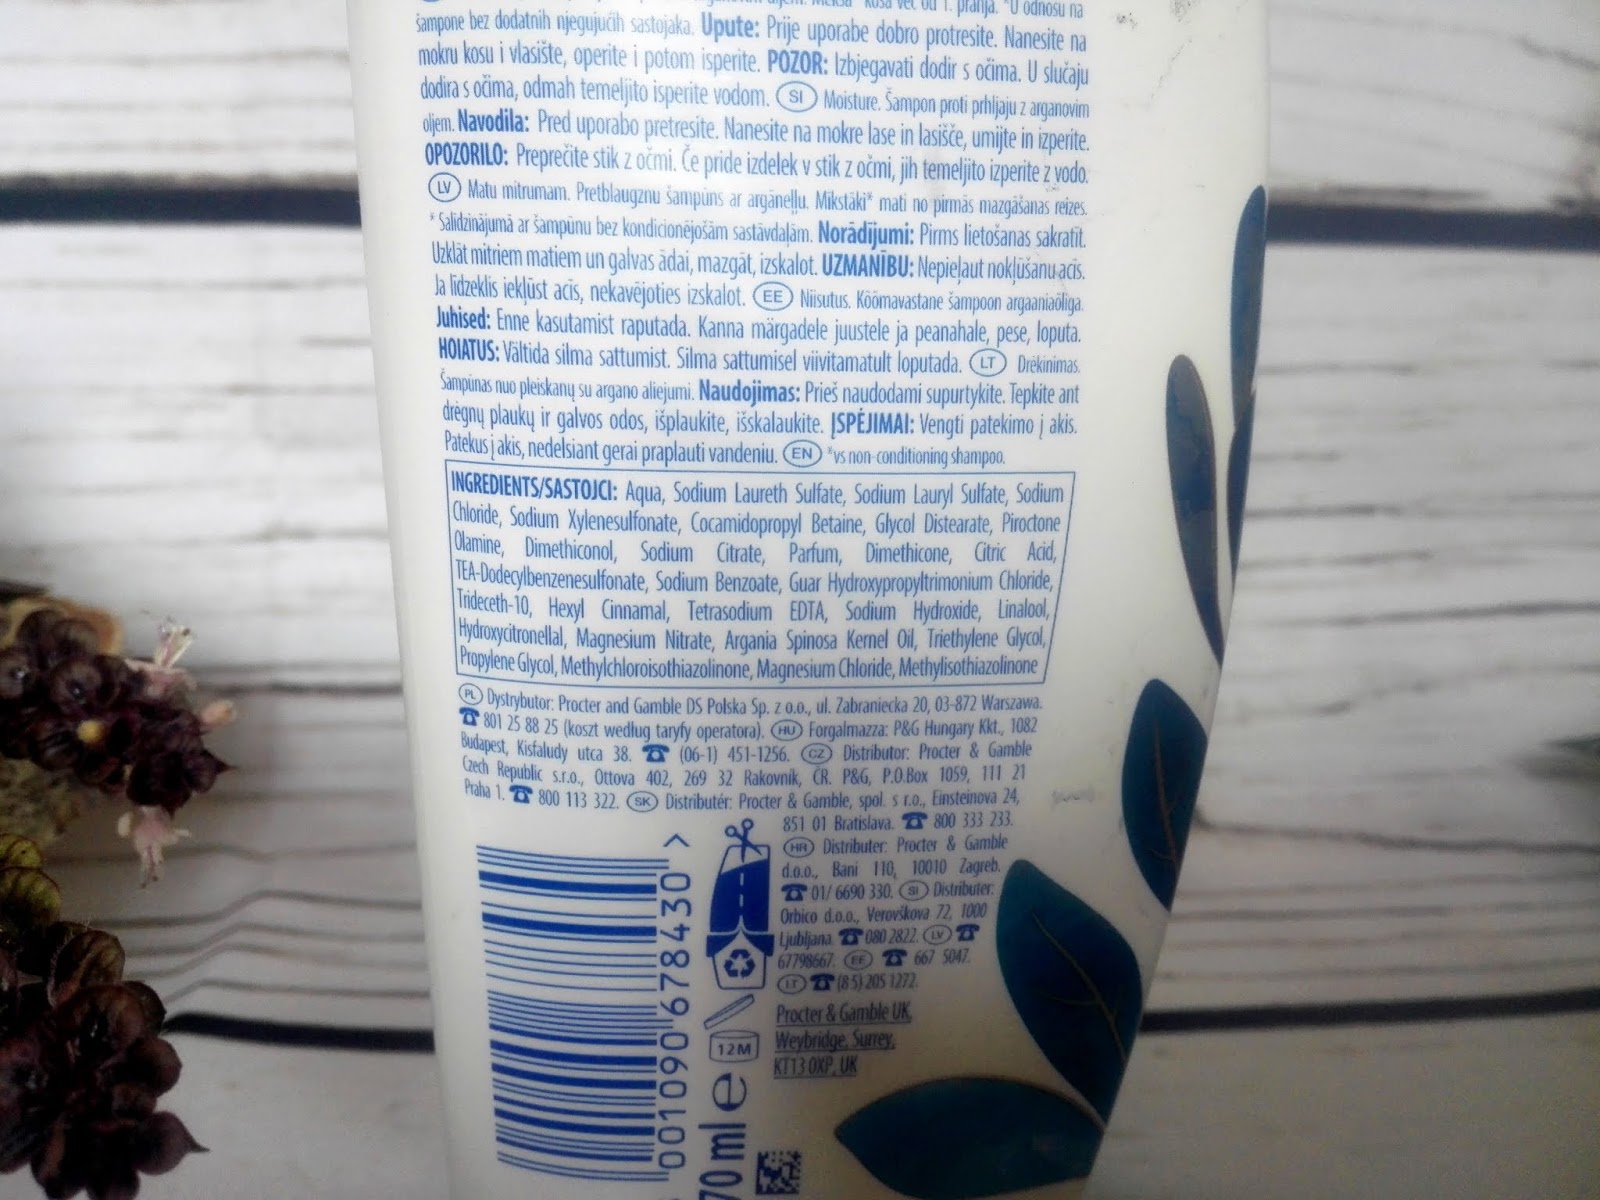 oljem. Meksa* kosa već od 1. pranja. *U odnosu na
šampone bez dodatnih njegujućih sastojaka. Upute: Prije uporabe dobro protresite. Nanesite na
mokru kosu i vlasište, operite i potom isperite. POZOR: Izbjegavati dodir s očima. U slučaju
dodira s očima, odmah temeljito isperite vodom. SI Moisture. Šampon proti prhljaju z arganovim
oljem. Navodila: Pred uporabo pretresite. Nanesite na mokre lase in lasišče, umijte in izperite.
OPOZORILO: Preprečite stik z očmi. Če pride izdelek v stik z očmi, jih temeljito izperite z vodo.
LV Matu mitrumam. Pretblaugznu šampūns ar argāneļļu. Mīkstāki* mati no pirmās mazgāšanas reizes.
* Salīdzinājumā ar šampūnu bez kondicionējošām sastāvdaļām. Norādījumi: Pirms lietošanas sakratīt.
Uzklāt mitriem matiem un galvas ādai, mazgāt, izskalot. UZMANĪBU: Nepieļaut nokļūšanu acīs.
Ja līdzeklis iekļūst acīs, nekavējoties izskalot. EE Niisutus. Kõõmavastane šampoon argaaniaõliga.
Juhised: Enne kasutamist raputada. Kanna märgadele juustele ja peanahale, pese, loputa.
HOIATUS: Vältida silma sattumist. Silma sattumisel viivitamatult loputada. LT Drėkinimas.
Šampūnas nuo pleiskanų su argano aliejumi. Naudojimas: Prieš naudodami supurtykite. Tepkite ant
drėgnų plaukų ir galvos odos, išplaukite, išskalaukite. ĮSPĖJIMAI: Vengti patekimo į akis.
Patekus į akis, nedelsiant gerai praplauti vandeniu. EN *vs non-conditioning shampoo.
INGREDIENTS/SASTOJCI: Aqua, Sodium Laureth Sulfate, Sodium Lauryl Sulfate, Sodium
Chloride, Sodium Xylenesulfonate, Cocamidopropyl Betaine, Glycol Distearate, Piroctone
Olamine, Dimethiconol, Sodium Citrate, Parfum, Dimethicone, Citric Acid,
TEA-Dodecylbenzenesulfonate, Sodium Benzoate, Guar Hydroxypropyltrimonium Chloride,
Trideceth-10, Hexyl Cinnamal, Tetrasodium EDTA, Sodium Hydroxide, Linalool,
Hydroxycitronellal, Magnesium Nitrate, Argania Spinosa Kernel Oil, Triethylene Glycol,
Propylene Glycol, Methylchloroisothiazolinone, Magnesium Chloride, Methylisothiazolinone
PL Dystrybutor: Procter and Gamble DS Polska Sp. z o.o., ul. Zabraniecka 20, 03-872 Warszawa.
☎ 801 25 88 25 (koszt według taryfy operatora). HU Forgalmazza: P&G Hungary Kkt., 1082
Budapest, Kisfaludy utca 38. ☎ (06-1) 451-1256. CZ Distributor: Procter & Gamble
Czech Republic s.r.o., Ottova 402, 269 32 Rakovník, ČR. P&G, P.O.Box 1059, 111 21
Praha 1. ☎ 800 113 322. SK Distribútér: Procter & Gamble, spol. s r.o., Einsteinova 24,
851 01 Bratislava. ☎ 800 333 233.
HR Distributer: Procter & Gamble
d.o.o., Bani 110, 10010 Zagreb.
☎ 01/ 6690 330. SI Distributer:
Orbico d.o.o., Verovškova 72, 1000
Ljubljana. ☎ 080 2822. LV ☎
67798667. EE ☎ 667 5047.
LT ☎ (8 5) 205 1272.
Procter & Gamble UK,
Weybridge, Surrey,
KT13 0XP, UK
001090 678430 >
12M
70 ml e